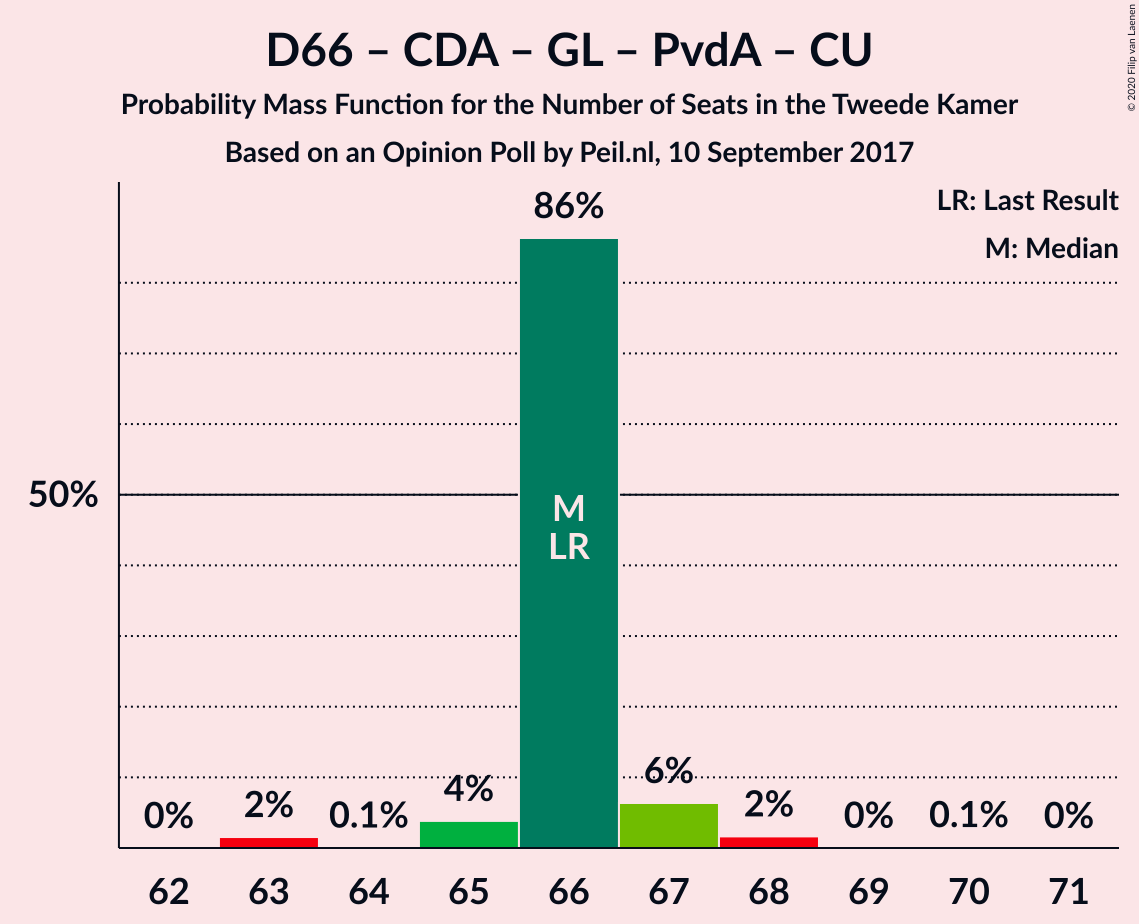 D66 – CDA – GL – PvdA – CU
Probability Mass Function for the Number of Seats in the Tweede Kamer
Based on an Opinion Poll by Peil.nl, 10 September 2017
© 2020 Filip van Laenen
LR: Last Result
M: Median
86%
50%
M
LR
0%
2%
0.1%
4%
6%
2%
0%
0.1%
0%
62
63
64
65
66
67
68
69
70
71